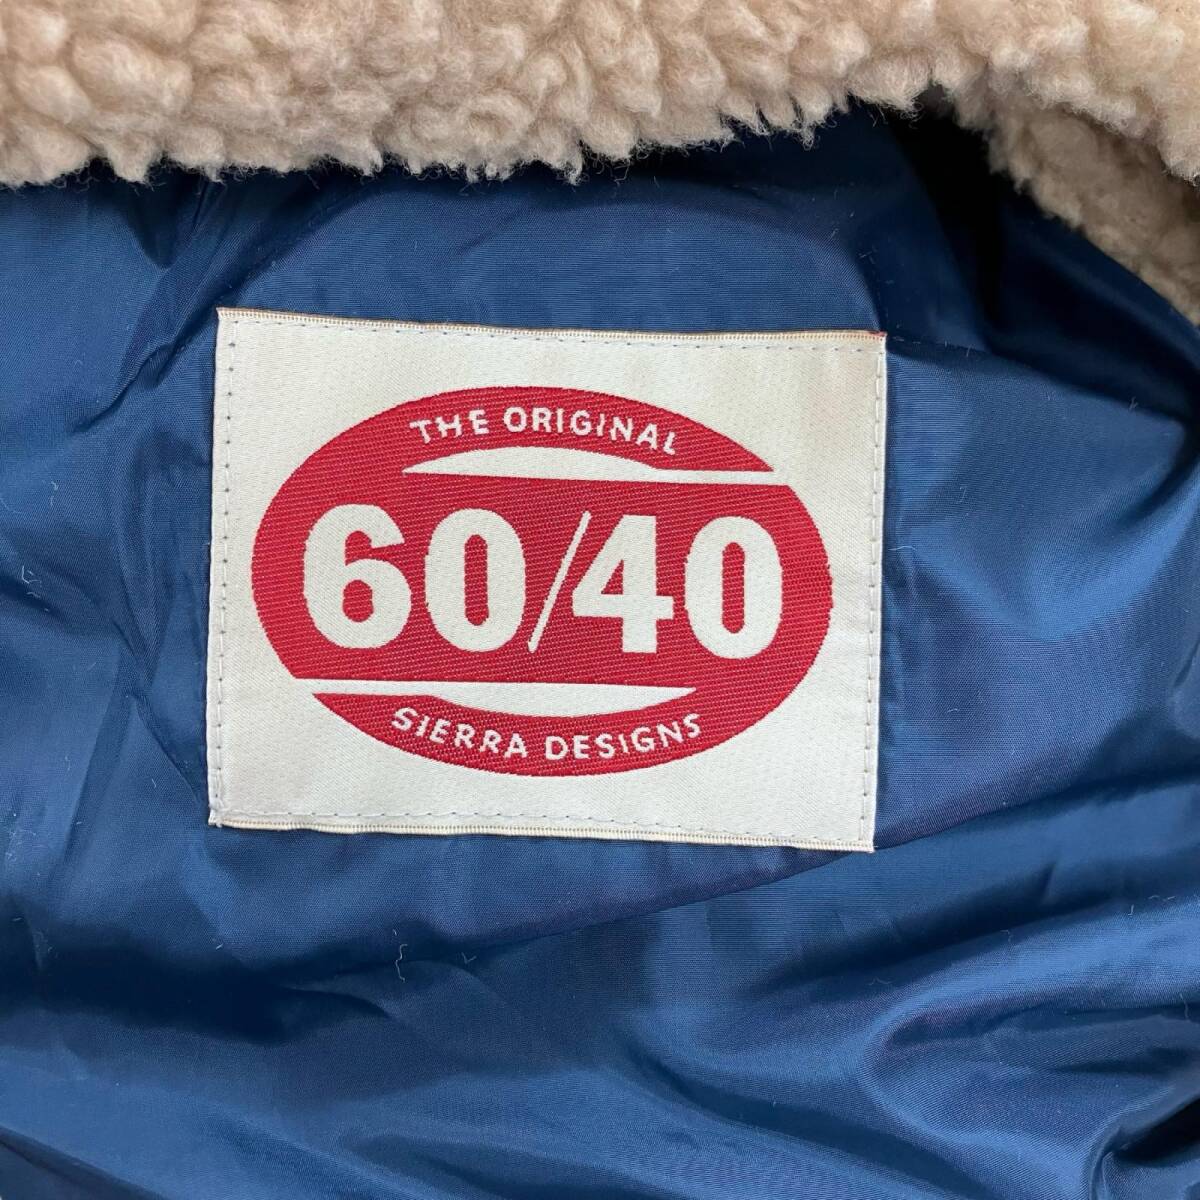 THE ORIGINAL
60/40
SIERRA DESIGNS